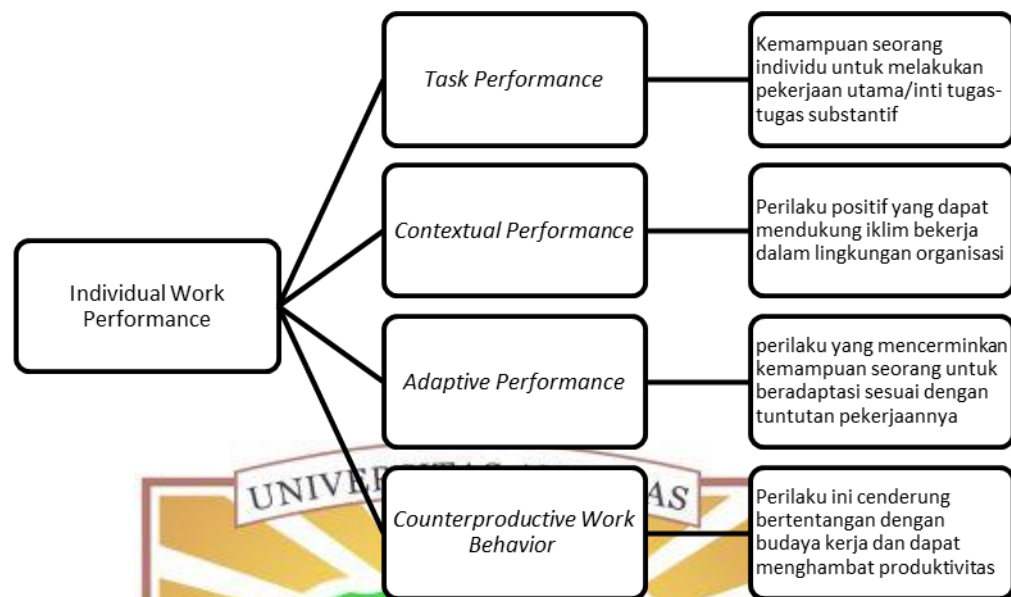 Individual Work
Performance
Task Performance
Kemampuan seorang
individu untuk melakukan
pekerjaan utama/inti tugas-
tugas substantif
Contextual Performance
Perilaku positif yang dapat
mendukung iklim bekerja
dalam lingkungan organisasi
Adaptive Performance
perilaku yang mencerminkan
kemampuan seorang untuk
beradaptasi sesuai dengan
tuntutan pekerjaannya
Counterproductive Work
Behavior
Perilaku ini cenderung
bertentangan dengan
budaya kerja dan dapat
menghambat produktivitas